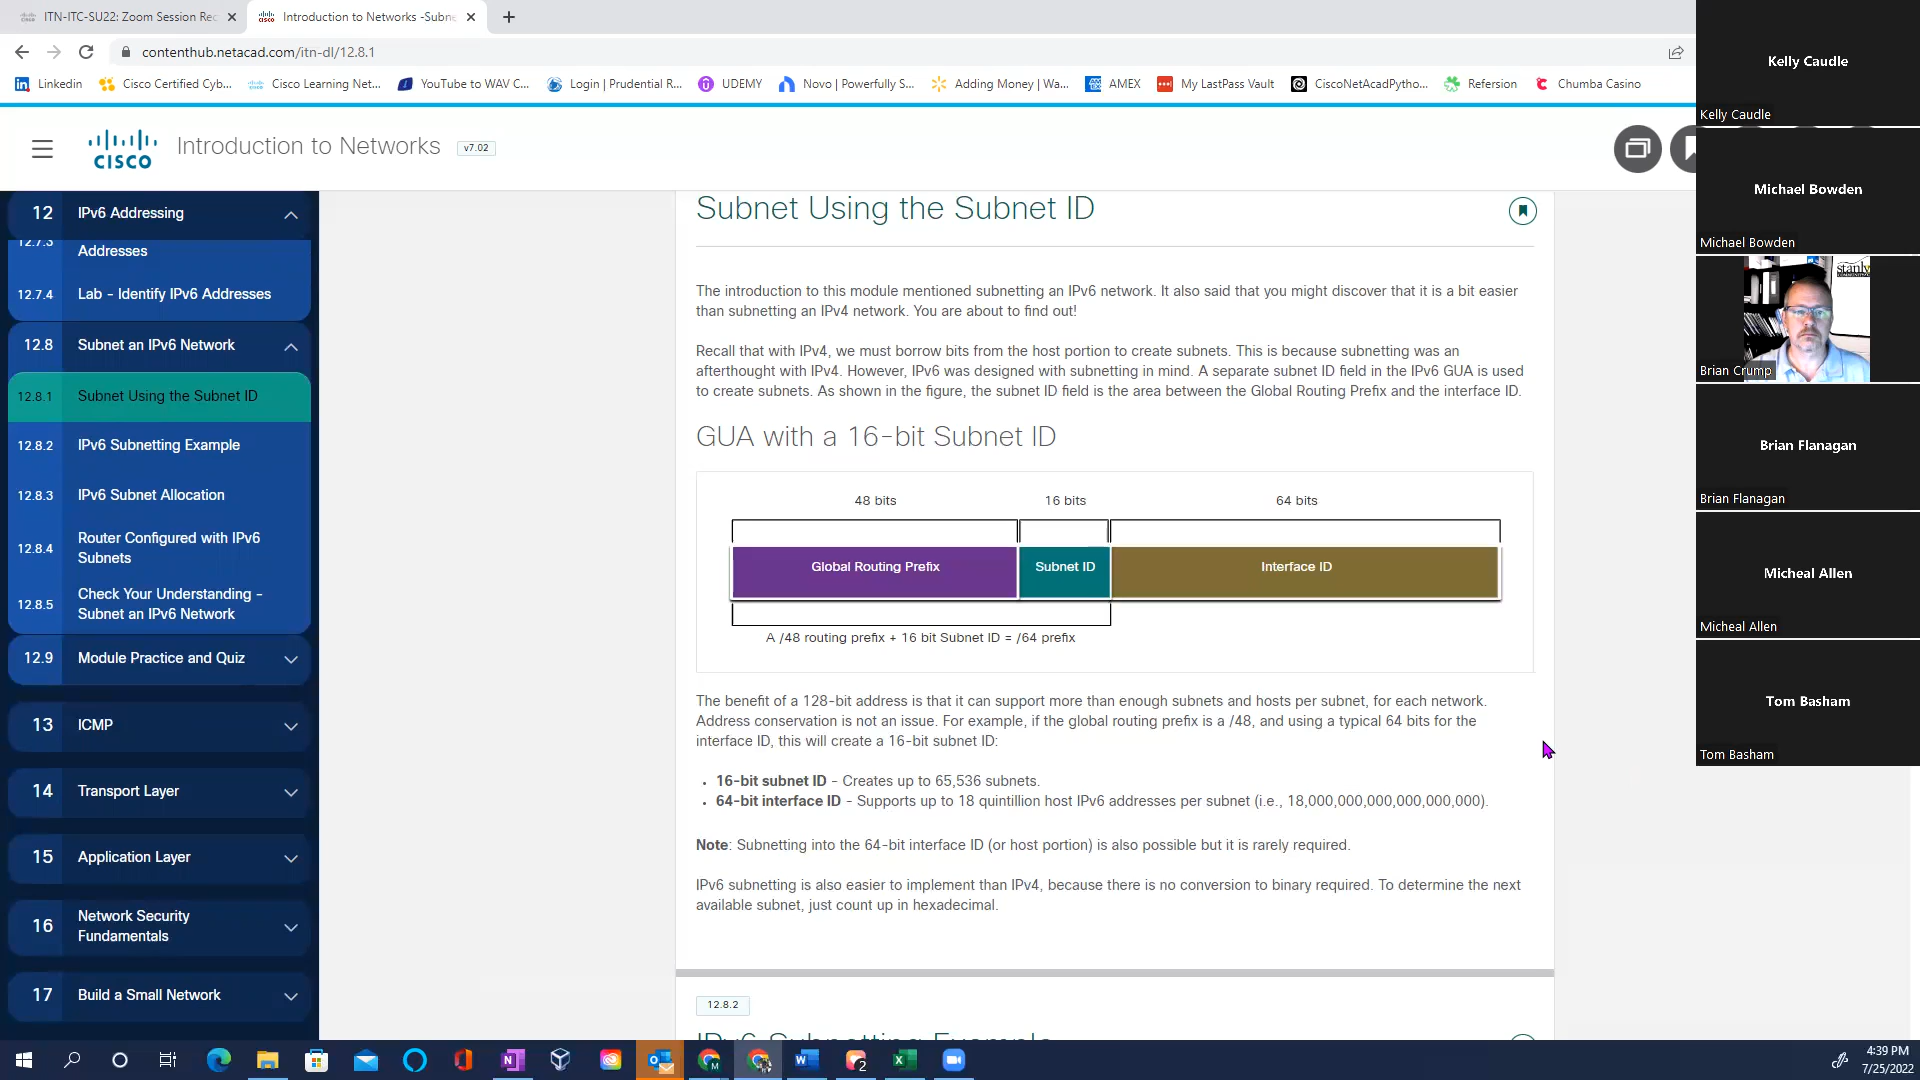 ITN-ITC-SU22: Zoom Session Rec
Introduction to Networks -Subne
contenthub.netacad.com/itn-dl/12.8.1
Linkedin
Cisco Certified Cyb...
Cisco Learning Net...
YouTube to WAV C...
Login | Prudential R...
UDEMY
Novo | Powerfully S...
Adding Money | Wa...
AMEX
My LastPass Vault
CiscoNetAcadPytho...
Refersion
Chumba Casino
CISCO
Introduction to Networks
v7.02
12 IPv6 Addressing
12.7.3 Addresses
12.7.4 Lab - Identify IPv6 Addresses
12.8 Subnet an IPv6 Network
12.8.1 Subnet Using the Subnet ID
12.8.2 IPv6 Subnetting Example
12.8.3 IPv6 Subnet Allocation
12.8.4 Router Configured with IPv6
Subnets
12.8.5 Check Your Understanding -
Subnet an IPv6 Network
12.9 Module Practice and Quiz
13 ICMP
14 Transport Layer
15 Application Layer
16 Network Security
Fundamentals
17 Build a Small Network
Subnet Using the Subnet ID
The introduction to this module mentioned subnetting an IPv6 network. It also said that you might discover that it is a bit easier
than subnetting an IPv4 network. You are about to find out!
Recall that with IPv4, we must borrow bits from the host portion to create subnets. This is because subnetting was an
afterthought with IPv4. However, IPv6 was designed with subnetting in mind. A separate subnet ID field in the IPv6 GUA is used
to create subnets. As shown in the figure, the subnet ID field is the area between the Global Routing Prefix and the interface ID.
GUA with a 16-bit Subnet ID
48 bits 16 bits 64 bits
Global Routing Prefix Subnet ID Interface ID
A /48 routing prefix + 16 bit Subnet ID = /64 prefix
The benefit of a 128-bit address is that it can support more than enough subnets and hosts per subnet, for each network.
Address conservation is not an issue. For example, if the global routing prefix is a /48, and using a typical 64 bits for the
interface ID, this will create a 16-bit subnet ID:
• 16-bit subnet ID - Creates up to 65,536 subnets.
• 64-bit interface ID - Supports up to 18 quintillion host IPv6 addresses per subnet (i.e., 18,000,000,000,000,000,000).
Note: Subnetting into the 64-bit interface ID (or host portion) is also possible but it is rarely required.
IPv6 subnetting is also easier to implement than IPv4, because there is no conversion to binary required. To determine the next
available subnet, just count up in hexadecimal.
12.8.2
IPv6 Subnetting Example
Kelly Caudle
Kelly Caudle
Michael Bowden
Michael Bowden
stanly
Brian Crump
Brian Flanagan
Brian Flanagan
Micheal Allen
Micheal Allen
Tom Basham
Tom Basham
2
4:39 PM
7/25/2022